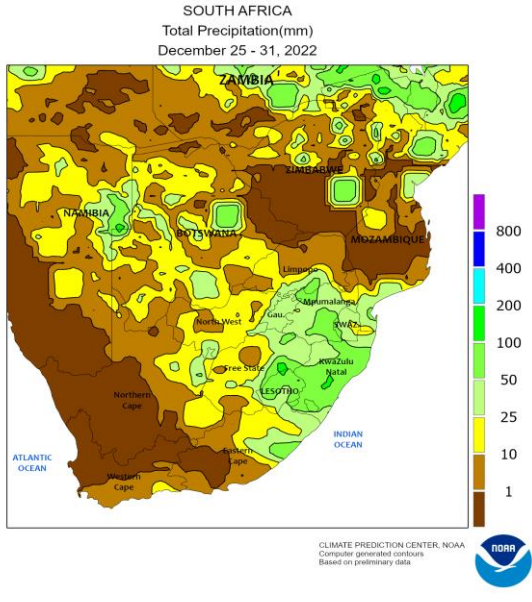 SOUTH AFRICA
Total Precipitation(mm)
December 25 - 31, 2022
ZAMBIA
ZIMBABWE
NAMIBIA
BOTSWANA
MOZAMBIQUE
Limpopo
Mpumalanga
Gau.
North West
SWAZ.
Free State
KwaZulu
Natal
LESOTHO
Northern
Cape
Eastern
Cape
Western
Cape
ATLANTIC
OCEAN
INDIAN
OCEAN
800
400
200
100
50
25
10
1
CLIMATE PREDICTION CENTER, NOAA
Computer generated contours
Based on preliminary data
NOAA